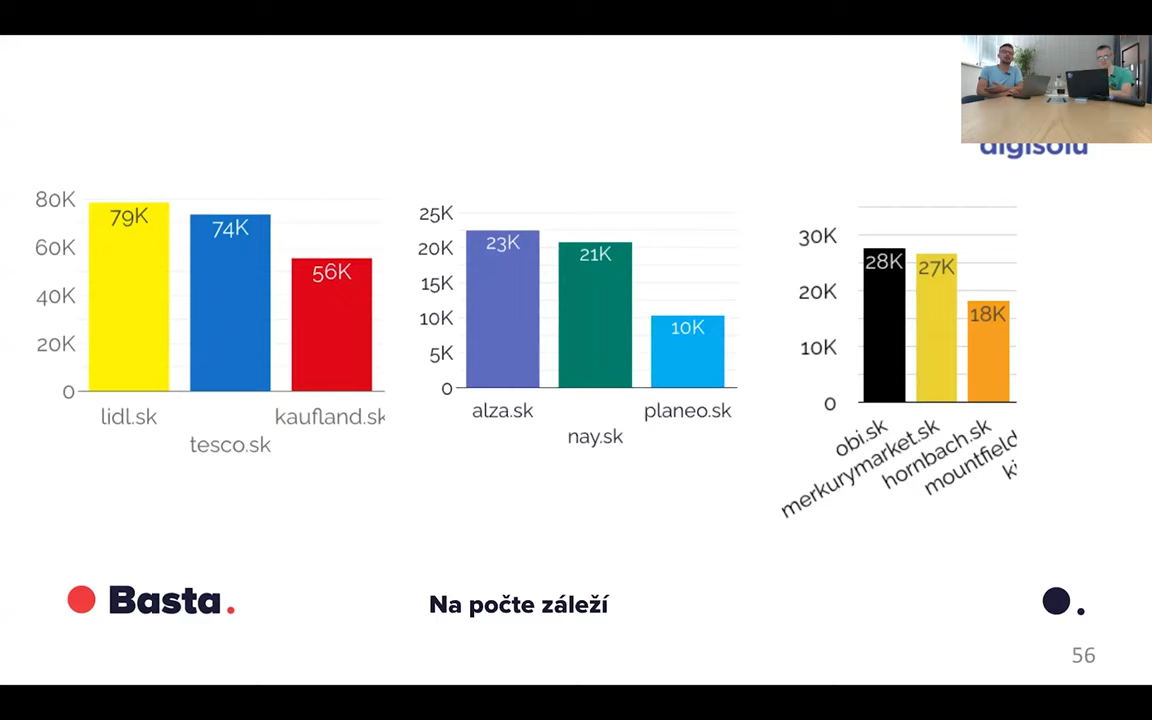 digisolu
80K
60K
40K
20K
0
79K
74K
56K
lidl.sk
tesco.sk
kaufland.sk
25K
20K
15K
10K
5K
0
23K
21K
10K
alza.sk
nay.sk
planeo.sk
30K
20K
10K
0
28K
27K
18K
obi.sk
merkurymarket.sk
hornbach.sk
mountfield
Basta.
Na počte záleží
56